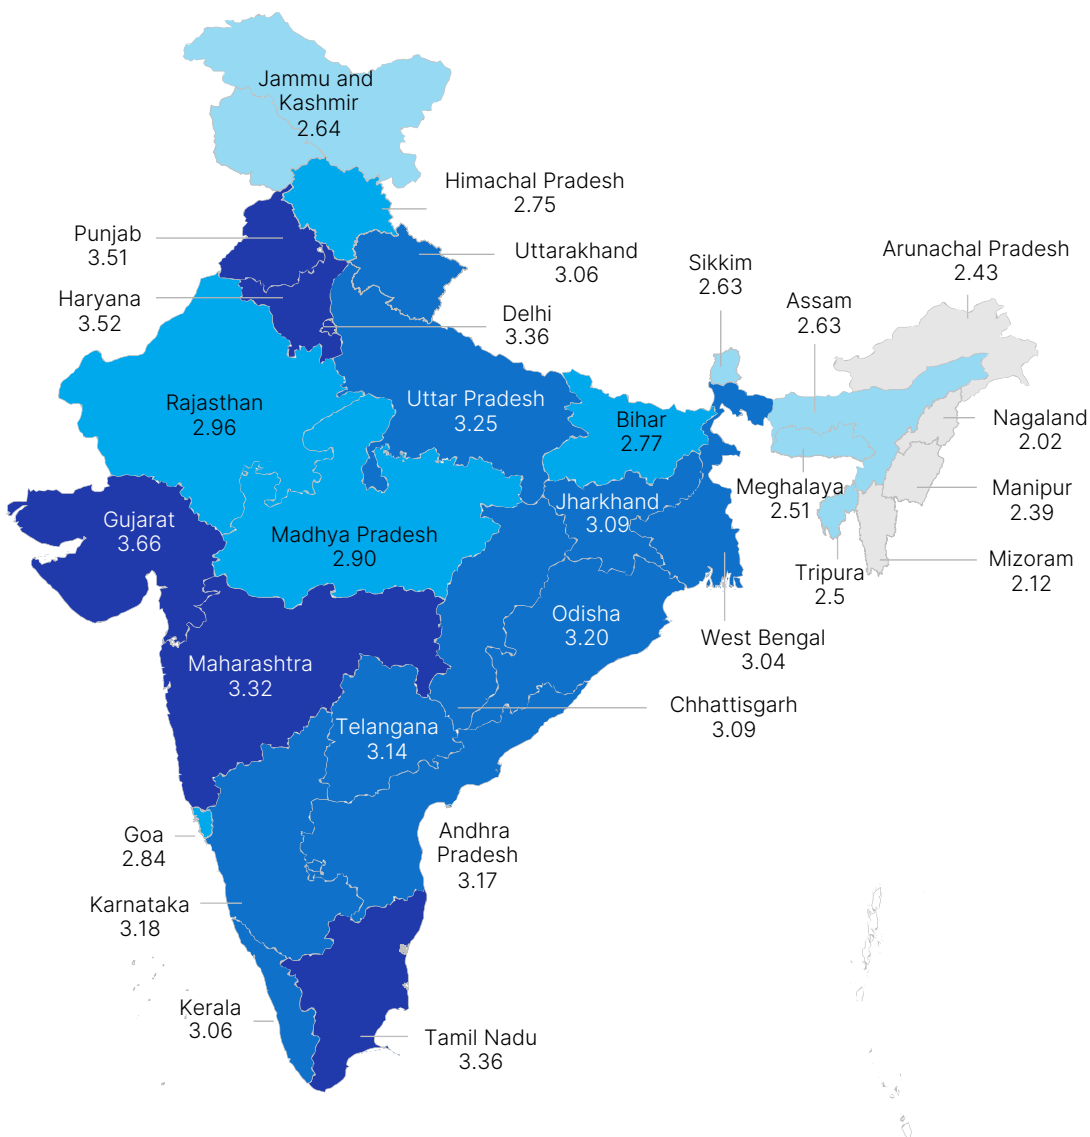 Jammu and
Kashmir
2.64
Himachal Pradesh
2.75
Punjab
3.51
Uttarakhand
3.06
Haryana
3.52
Delhi
3.36
Sikkim
2.63
Arunachal Pradesh
2.43
Assam
2.63
Rajasthan
2.96
Uttar Pradesh
3.25
Bihar
2.77
Nagaland
2.02
Meghalaya
2.51
Manipur
2.39
Gujarat
3.66
Madhya Pradesh
2.90
Jharkhand
3.09
Tripura
2.5
Mizoram
2.12
Odisha
3.20
West Bengal
3.04
Maharashtra
3.32
Chhattisgarh
3.09
Telangana
3.14
Goa
2.84
Andhra
Pradesh
3.17
Karnataka
3.18
Kerala
3.06
Tamil Nadu
3.36